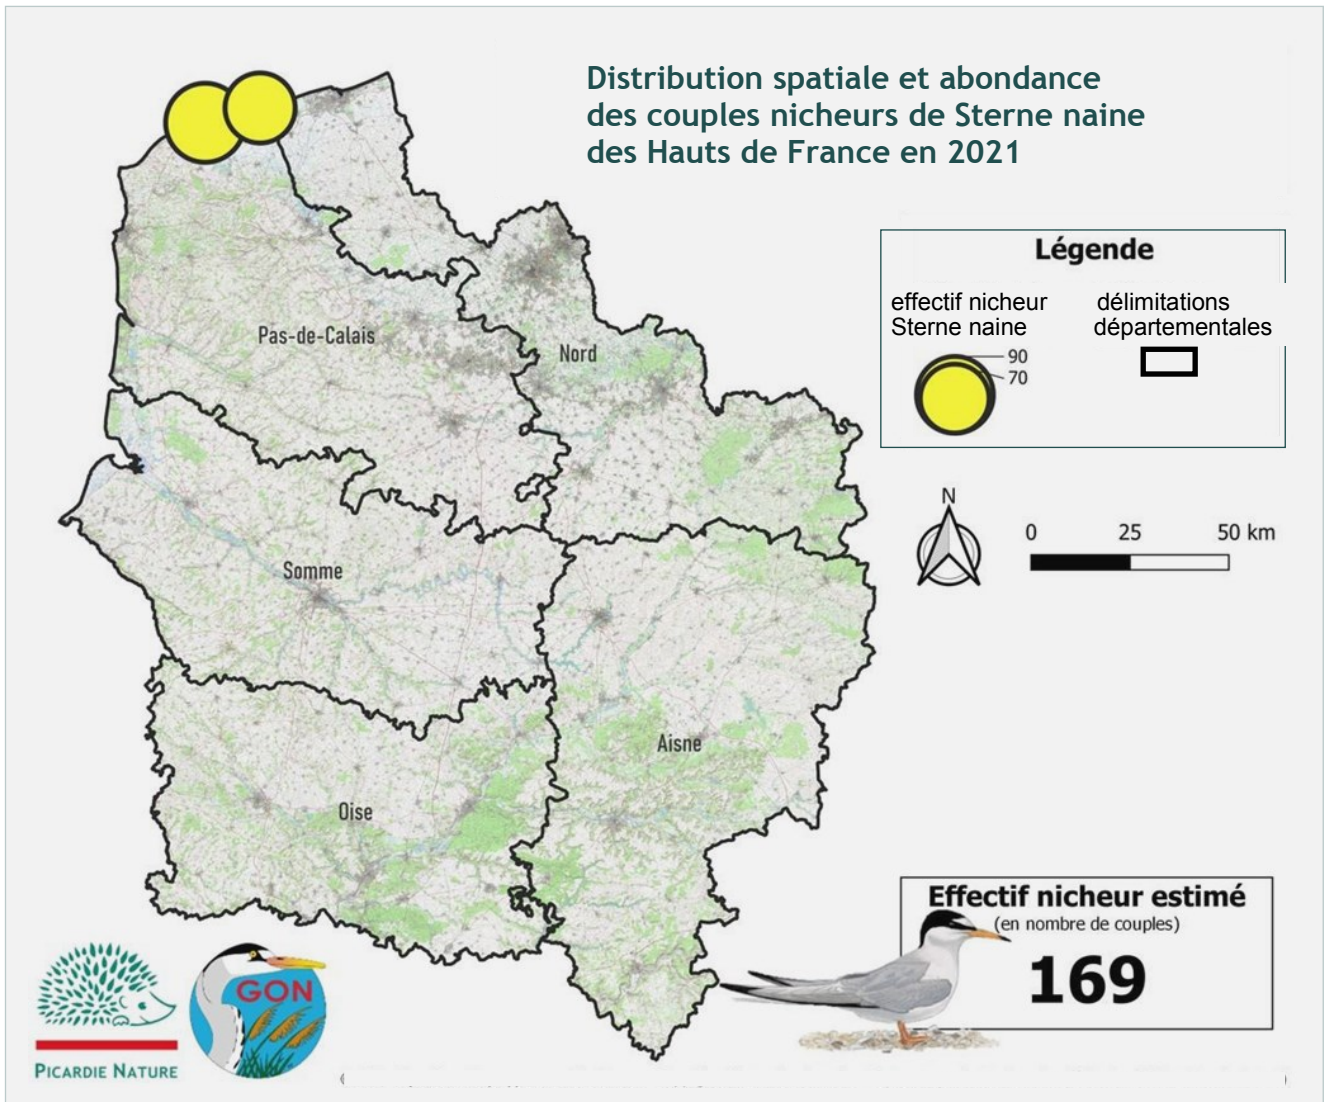 Distribution spatiale et abondance
des couples nicheurs de Sterne naine
des Hauts de France en 2021
Légende
effectif nicheur
Sterne naine
délimitations
départementales
90
70
N
0 25 50 km
Pas-de-Calais
Nord
Somme
Aisne
Oise
Effectif nicheur estimé
(en nombre de couples)
169
PICARDIE NATURE
GON